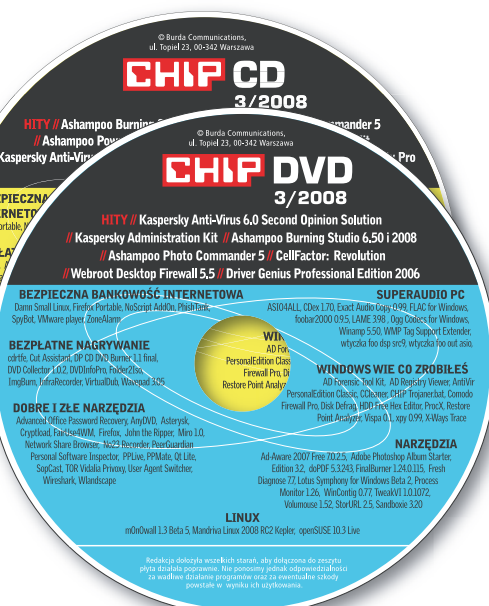 © Burda Communications,
ul. Topiel 23, 00-342 Warszawa
CHIP CD
3/2008
HITY // Ashampoo Burning
mander 5
// Ashampoo Pow
Kaspersky Anti-Vir
Pro
© Burda Communications,
ul. Topiel 23, 00-342 Warszawa
CHIP DVD
3/2008
HITY // Kaspersky Anti-Virus 6.0 Second Opinion Solution
// Kaspersky Administration Kit // Ashampoo Burning Studio 6.50 i 2008
// Ashampoo Photo Commander 5 // CellFactor: Revolution
// Webroot Desktop Firewall 5,5 // Driver Genius Professional Edition 2006
BEZPIECZNA BANKOWOŚĆ INTERNETOWA
Damn Small Linux, Firefox Portable, NoScript AddOn, PhishTank,
SpyBot, VMware player, ZoneAlarm
BEZPŁATNE NAGRYWANIE
cdrtfe, Cut Assistant, DP CD DVD Burner 1.1 final,
DVD Collector 1.0.2, DVDInfoPro, Folder2Iso,
ImgBurn, InfraRecorder, VirtualDub, Wavepad 3.05
DOBRE I ZŁE NARZĘDZIA
Advanced Office Password Recovery, AnyDVD, Asterysk,
Cryptload, FairUse4WM, Firefox, John the Ripper, Miro 1.0,
Network Share Browser, No23 Recorder, PeerGuardian
Personal Software Inspector, PPLive, PPMate, Qt Lite,
SopCast, TOR Vidalia Privoxy, User Agent Switcher,
Wireshark, Wlandscape
SUPERAUDIO PC
ASIO4ALL, CDex 1.70, Exact Audio Copy 0.99, FLAC for Windows,
foobar2000 0.9.5, LAME 3.98 , Ogg Codecs for Windows,
Winamp 5.50, WMP Tag Support Extender,
wtyczka foo dsp src9, wtyczka foo out asio,
WIN
AD For
PersonalEdition Class
Firewall Pro, Di
Restore Point Analyz
WINDOWS WIE CO ZROBIŁEŚ
AD Forensic Tool Kit, AD Registry Viewer, AntiVir
PersonalEdition Classic, CCleaner, CHIP Trojaner.bat, Comodo
Firewall Pro, Disk Defrag, HDD Free Hex Editor, ProcX, Restore
Point Analyzer, Vispa 0.1, xpy 0.99, X-Ways Trace
NARZĘDZIA
Ad-Aware 2007 Free 7.0.2.5, Adobe Photoshop Album Starter,
Edition 3.2, doPDF 5.3.243, FinalBurner 1.24.0.115, Fresh
Diagnose 7.7, Lotus Symphony for Windows Beta 2, Process
Monitor 1.26, WinContig 0.77, TweakVI 1.0.1072,
Volumouse 1.52, StorURL 2.5, Sandboxie 3.20
LINUX
m0n0wall 1.3 Beta 5, Mandriva Linux 2008 RC2 Kepler, openSUSE 10.3 Live
Redakcja dołożyła wszelkich starań, aby dołączona do zeszytu
płyta działała poprawnie. Nie ponosimy jednak odpowiedzialności
za wadliwe działanie programów oraz za ewentualne szkody
powstałe w wyniku ich użytkowania.